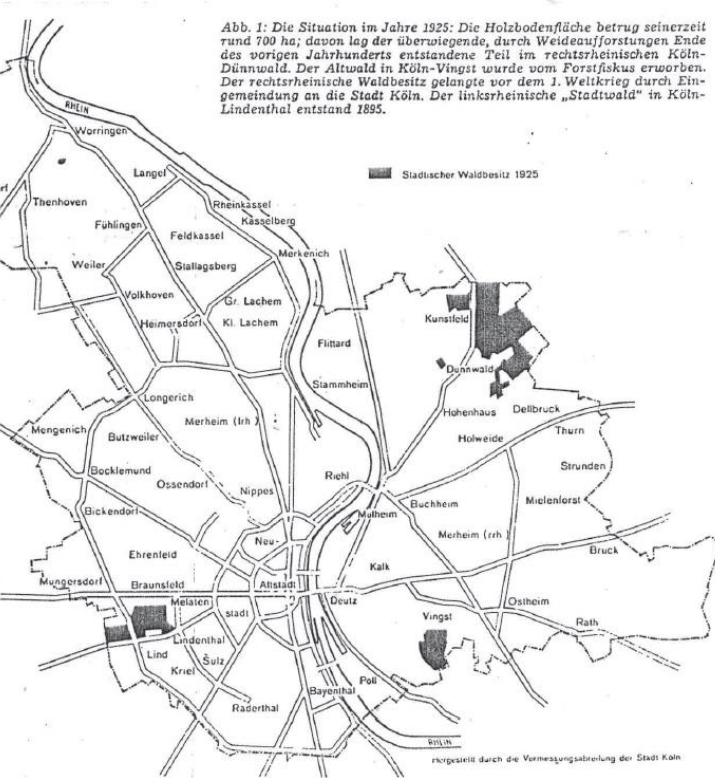 Abb. 1: Die Situation im Jahre 1925: Die Holzbodenfläche betrug seinerzeit
rund 700 ha; davon lag der überwiegende, durch Weideaufforstungen Ende
des vorigen Jahrhunderts entstandene Teil im rechtsrheinischen Köln-
Dünnwald. Der Altwald in Köln-Vingst wurde vom Forstfiskus erworben.
Der rechtsrheinische Waldbesitz gelangte vor dem 1. Weltkrieg durch Ein-
gemeindung an die Stadt Köln. Der linksrheinische „Stadtwald" in Köln-
Lindenthal entstand 1895.
RHEIN
Worringen
Langel
Städtischer Waldbesitz 1925
rf
Thenhoven
Rheinkassel
Kasselberg
Fühlingen
Feldkassel
Merkenich
Weiler
Stallagsberg
Volkhoven
Gr. Lachem
Heimersdorf
Kl. Lachem
Kunstfeld
Flittard
Dünnwald
Stammheim
Longerich
Höhenhaus
Dellbruck
Mengenich
Merheim (lrh)
Thurn
Butzweiler
Holweide
Bocklemund
Strunden
Ossendorf
Riehl
Nippes
Mielenforst
Buchheim
Bickendorf
Mülheim
Merheim (rrh)
Neu-
Bruck
Ehrenfeld
Kalk
Mungersdorf
Braunsfeld
Altstadt
Melaten
Deutz
Ostheim
stadt
Vingst
Rath
Lindenthal
Lind
Sulz
Kriel
Poll
Bayenthal
Raderthal
RHEIN
Hergestellt durch die Vermessungsabteilung der Stadt Köln